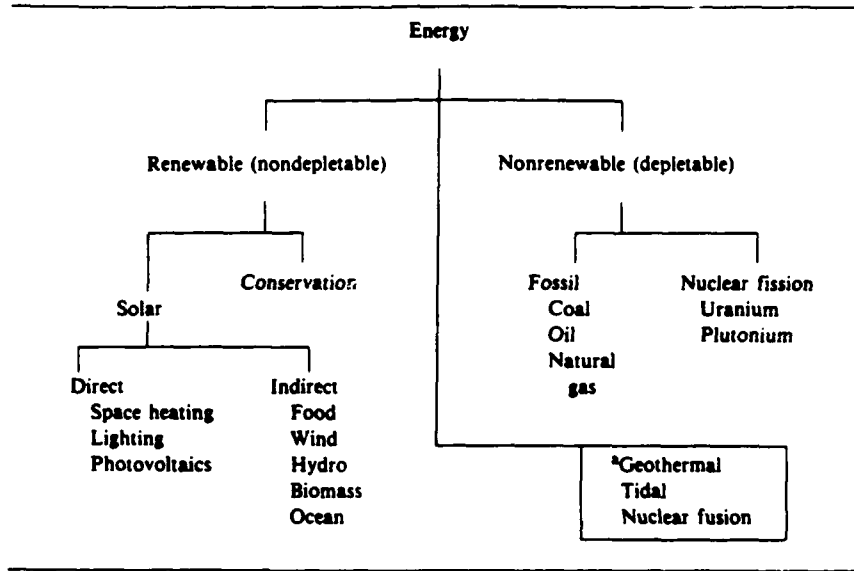 Energy
Renewable (nondepletable)
Nonrenewable (depletable)
Solar
Conservation
Direct
Space heating
Lighting
Photovoltaics
Indirect
Food
Wind
Hydro
Biomass
Ocean
Fossil
Coal
Oil
Natural
gas
Nuclear fission
Uranium
Plutonium
ᵃGeothermal
Tidal
Nuclear fusion